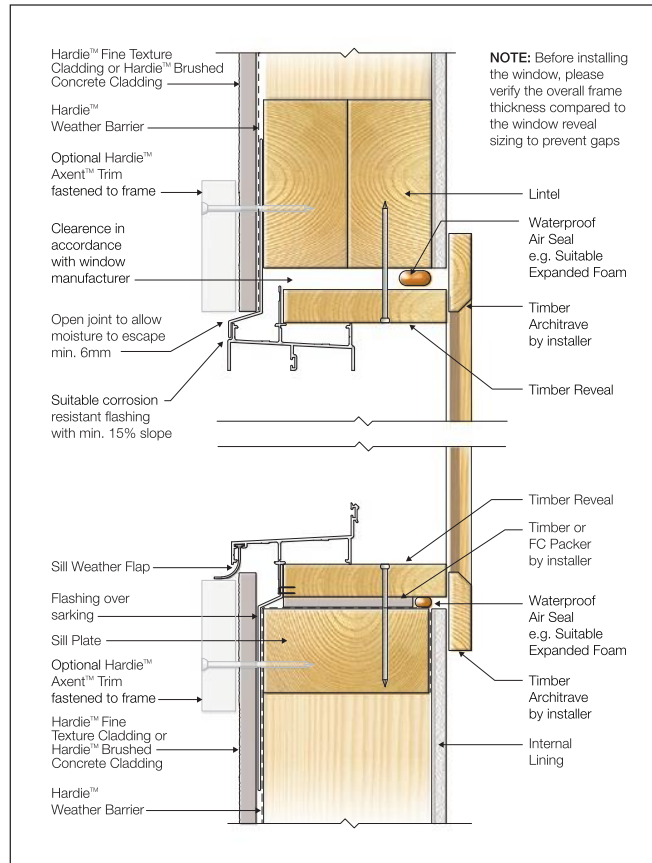 Hardie™ Fine Texture
Cladding or Hardie™ Brushed
Concrete Cladding
Hardie™
Weather Barrier
Optional Hardie™
Axent™ Trim
fastened to frame
Clearence in
accordance
with window
manufacturer
Open joint to allow
moisture to escape
min. 6mm
Suitable corrosion
resistant flashing
with min. 15% slope
NOTE: Before installing
the window, please
verify the overall frame
thickness compared to
the window reveal
sizing to prevent gaps
Lintel
Waterproof
Air Seal
e.g. Suitable
Expanded Foam
Timber
Architrave
by installer
Timber Reveal
Sill Weather Flap
Flashing over
sarking
Sill Plate
Optional Hardie™
Axent™ Trim
fastened to frame
Hardie™ Fine
Texture Cladding or
Hardie™ Brushed
Concrete Cladding
Hardie™
Weather Barrier
Timber Reveal
Timber or
FC Packer
by installer
Waterproof
Air Seal
e.g. Suitable
Expanded Foam
Timber
Architrave
by installer
Internal
Lining